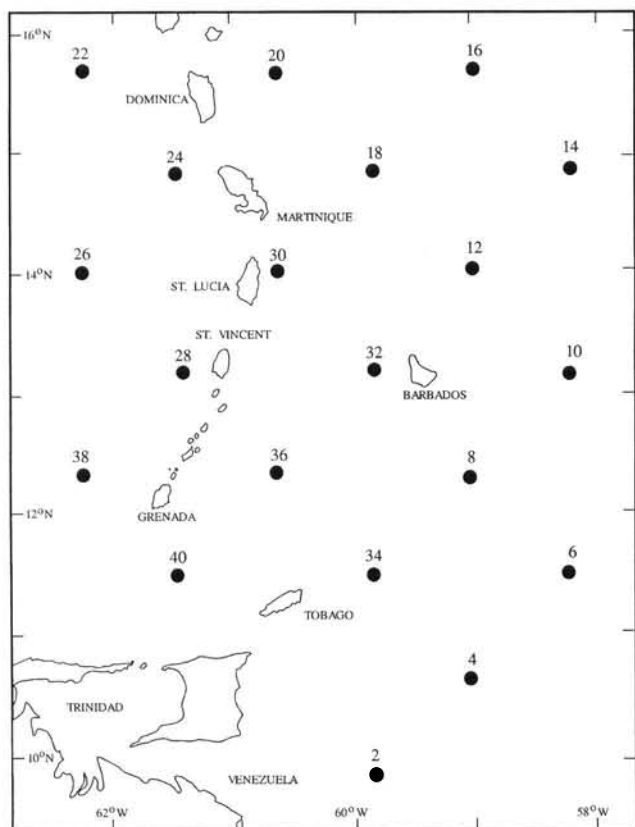 16°N
22
20
16
DOMINICA
24
18
14
MARTINIQUE
26
30
12
14°N
ST. LUCIA
ST. VINCENT
28
32
10
BARBADOS
38
36
8
12°N
GRENADA
40
34
6
TOBAGO
4
TRINIDAD
10°N
2
VENEZUELA
62°W
60°W
58°W